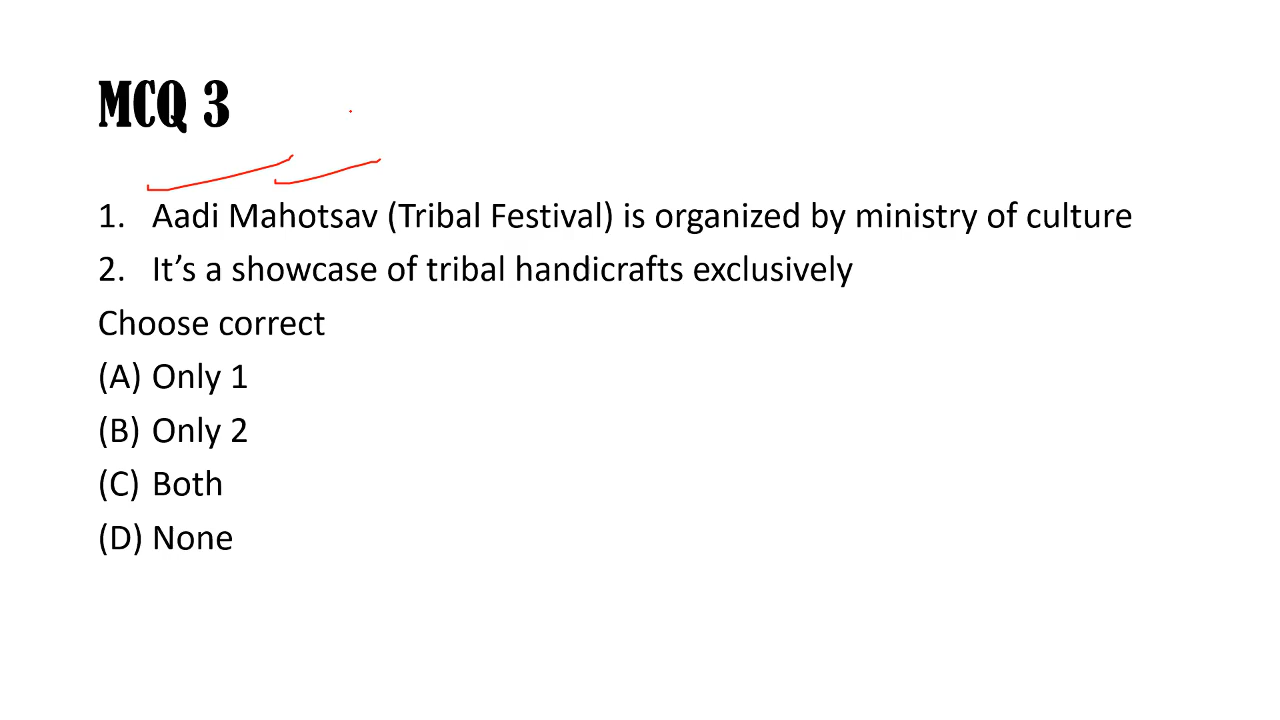 MCQ 3
1. Aadi Mahotsav (Tribal Festival) is organized by ministry of culture
2. It’s a showcase of tribal handicrafts exclusively
Choose correct
(A) Only 1
(B) Only 2
(C) Both
(D) None